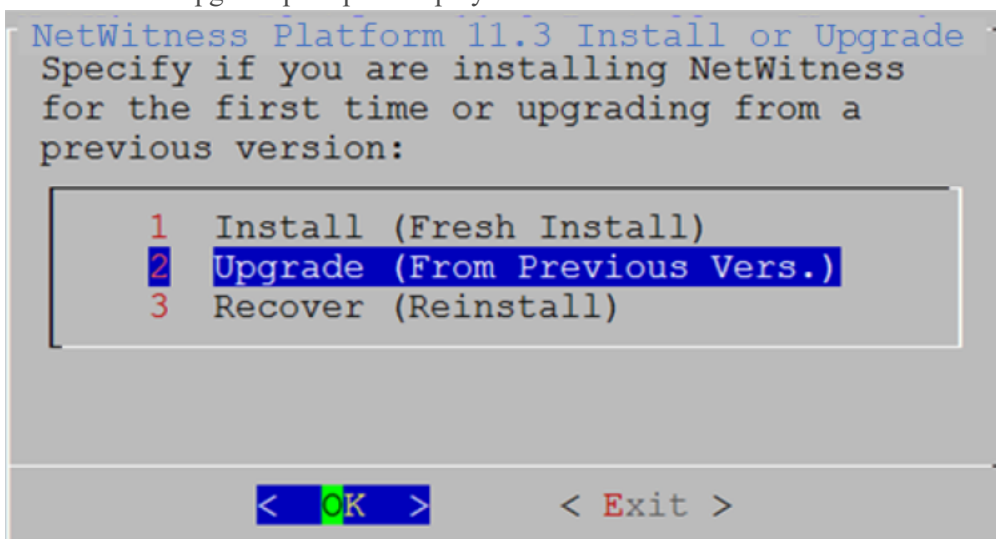 NetWitness Platform 11.3 Install or Upgrade
Specify if you are installing NetWitness
for the first time or upgrading from a
previous version:
1 Install (Fresh Install)
2 Upgrade (From Previous Vers.)
3 Recover (Reinstall)
< OK > < Exit >